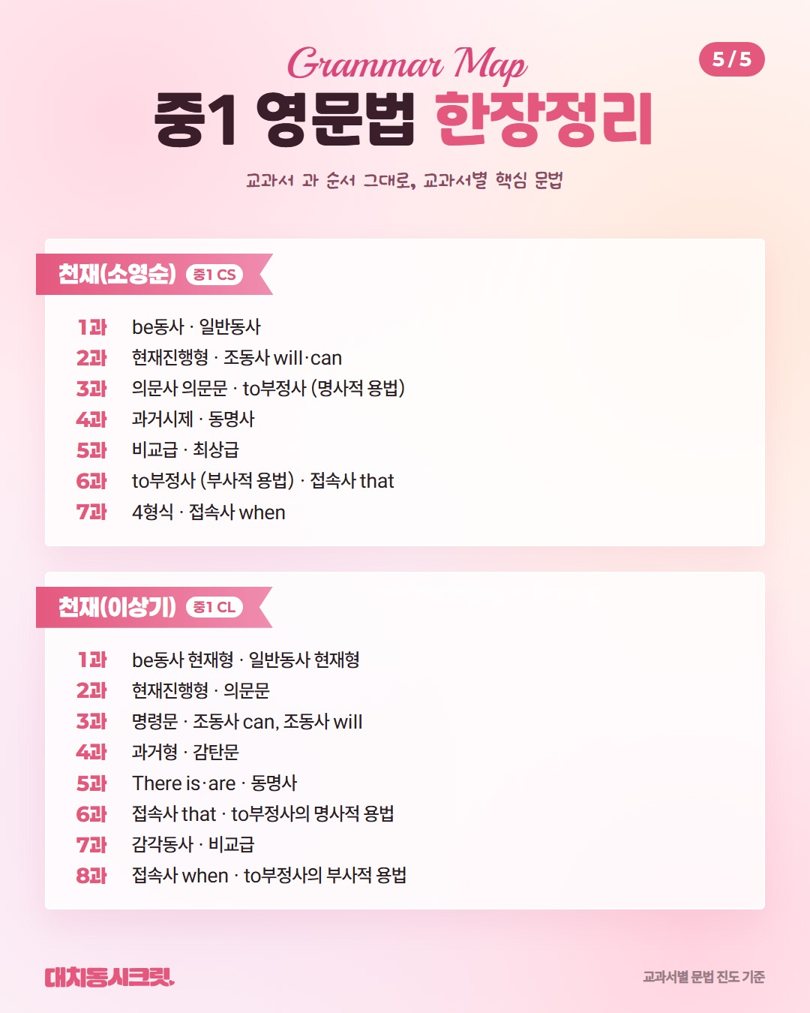 Grammar Map
5/5
중1 영문법 한장정리
교과서 과 순서 그대로, 교과서별 핵심 문법
천재(소영순) 중1 CS
1과 be동사 · 일반동사
2과 현재진행형 · 조동사 will·can
3과 의문사 의문문 · to부정사 (명사적 용법)
4과 과거시제 · 동명사
5과 비교급 · 최상급
6과 to부정사 (부사적 용법) · 접속사 that
7과 4형식 · 접속사 when
천재(이상기) 중1 CL
1과 be동사 현재형 · 일반동사 현재형
2과 현재진행형 · 의문문
3과 명령문 · 조동사 can, 조동사 will
4과 과거형 · 감탄문
5과 There is·are · 동명사
6과 접속사 that · to부정사의 명사적 용법
7과 감각동사 · 비교급
8과 접속사 when · to부정사의 부사적 용법
대치동시크릿
교과서별 문법 진도 기준